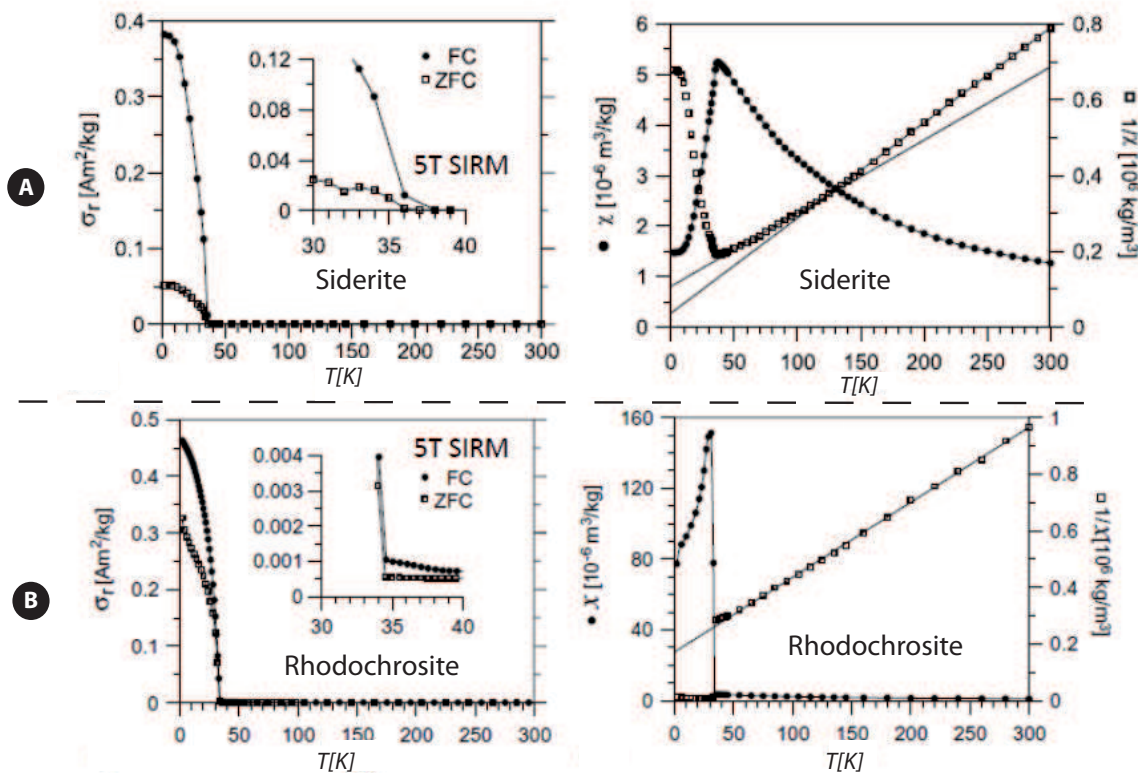 A
σr [Am²/kg]
0.4
0.3
0.2
0.1
0
0.12
0.08
0.04
0
30 35 40
FC
ZFC
5T SIRM
Siderite
0 50 100 150 200 250 300
T[K]
χ [10⁻⁶ m³/kg]
6
5
4
3
2
1
0
0.8
0.6
0.4
0.2
0
1/χ [10⁶ kg/m³]
Siderite
0 50 100 150 200 250 300
T[K]
B
σr [Am²/kg]
0.5
0.4
0.3
0.2
0.1
0
5T SIRM
FC
ZFC
0.004
0.003
0.002
0.001
0
30 35 40
Rhodochrosite
0 50 100 150 200 250 300
T[K]
χ [10⁻⁶ m³/kg]
160
120
80
40
0
1
0.8
0.6
0.4
0.2
0
1/χ[10⁶ kg/m³]
Rhodochrosite
0 50 100 150 200 250 300
T[K]